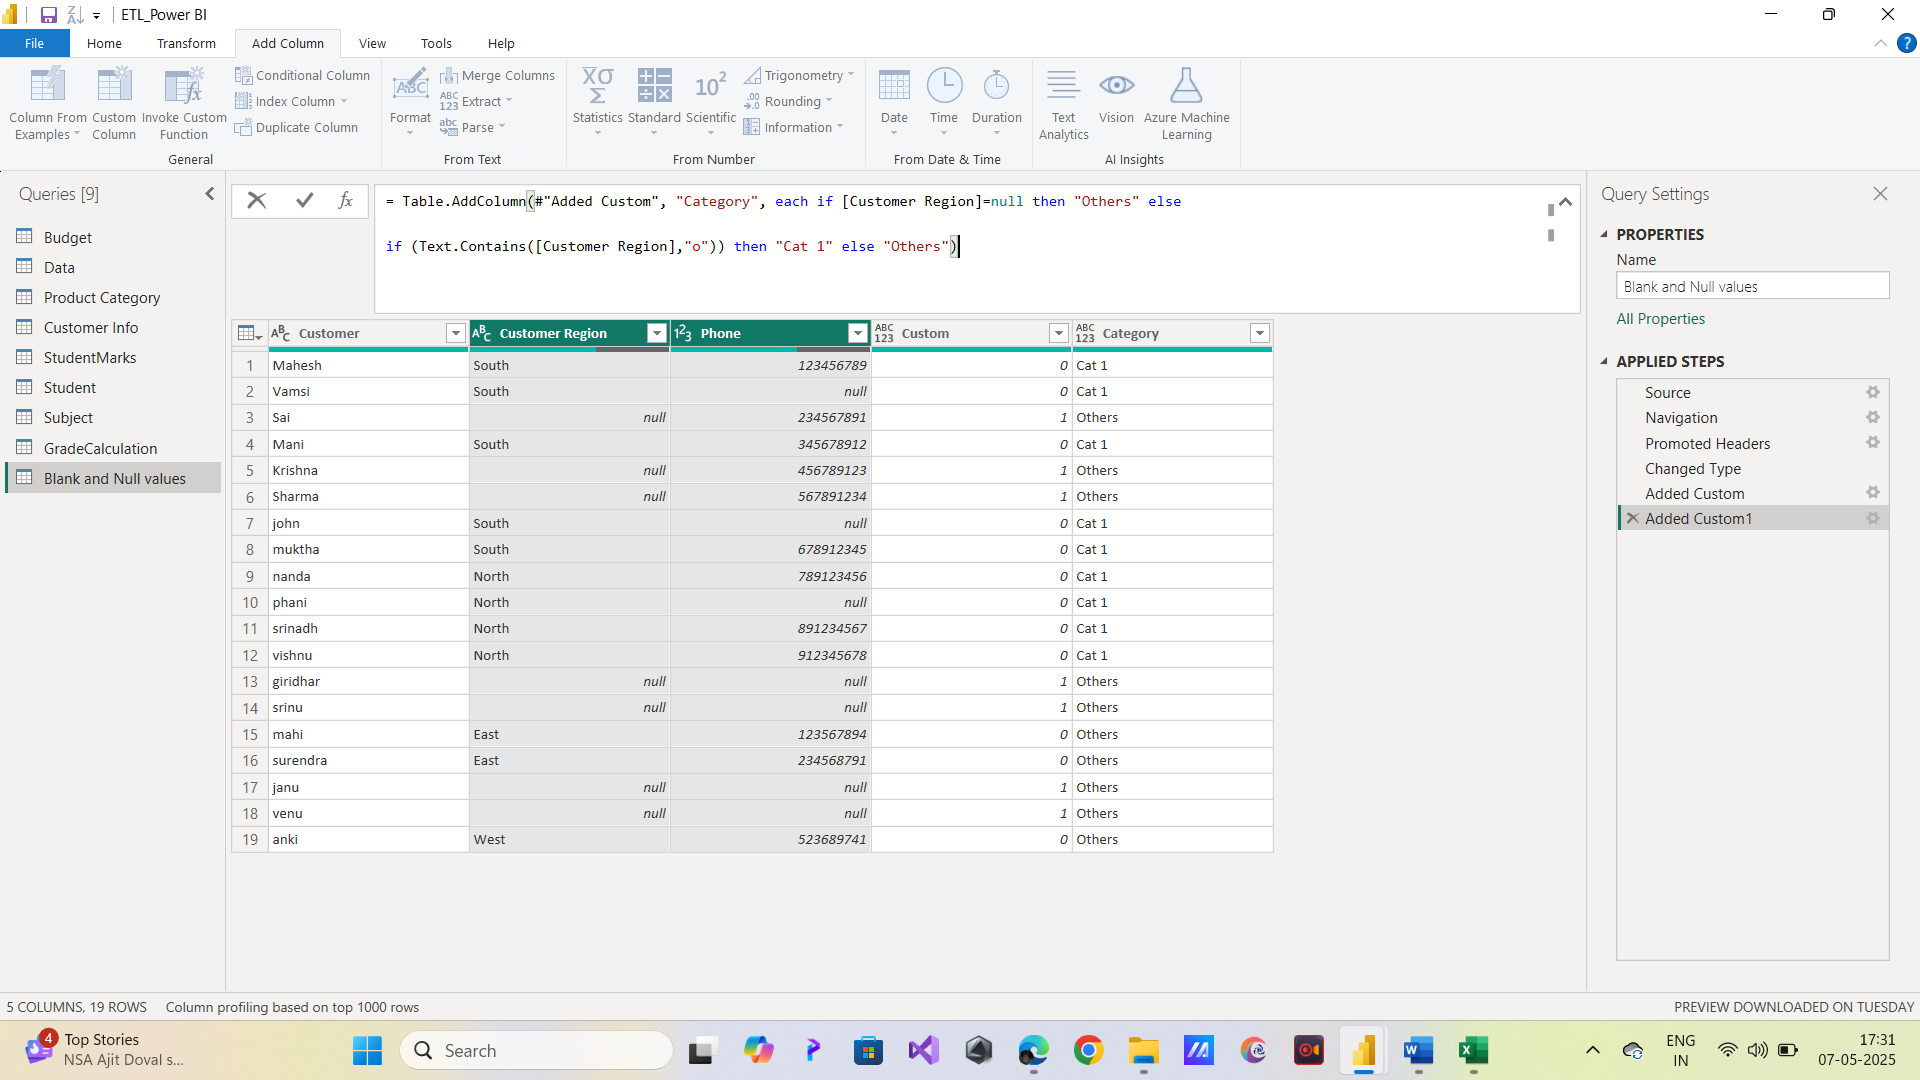 ETL_Power BI
File Home Transform Add Column View Tools Help
Column From Examples
Custom Column
Invoke Custom Function
Conditional Column
Index Column
Duplicate Column
General
Format
Merge Columns
Extract
Parse
From Text
Statistics
Standard
Scientific
Trigonometry
Rounding
Information
From Number
Date
Time
Duration
From Date & Time
Text Analytics
Vision
Azure Machine Learning
AI Insights
Queries [9]
Budget
Data
Product Category
Customer Info
StudentMarks
Student
Subject
GradeCalculation
Blank and Null values
= Table.AddColumn(#"Added Custom", "Category", each if [Customer Region]=null then "Others" else
if (Text.Contains([Customer Region],"o")) then "Cat 1" else "Others")
Customer Customer Region Phone Custom Category
1 Mahesh South 123456789 0 Cat 1
2 Vamsi South null 0 Cat 1
3 Sai null 234567891 1 Others
4 Mani South 345678912 0 Cat 1
5 Krishna null 456789123 1 Others
6 Sharma null 567891234 1 Others
7 john South null 0 Cat 1
8 muktha South 678912345 0 Cat 1
9 nanda North 789123456 0 Cat 1
10 phani North null 0 Cat 1
11 srinadh North 891234567 0 Cat 1
12 vishnu North 912345678 0 Cat 1
13 giridhar null null 1 Others
14 srinu null null 1 Others
15 mahi East 123567894 0 Others
16 surendra East 234568791 0 Others
17 janu null null 1 Others
18 venu null null 1 Others
19 anki West 523689741 0 Others
Query Settings
PROPERTIES
Name
Blank and Null values
All Properties
APPLIED STEPS
Source
Navigation
Promoted Headers
Changed Type
Added Custom
Added Custom1
5 COLUMNS, 19 ROWS Column profiling based on top 1000 rows
PREVIEW DOWNLOADED ON TUESDAY
4
Top Stories
NSA Ajit Doval s...
Search
ENG
IN
17:31
07-05-2025